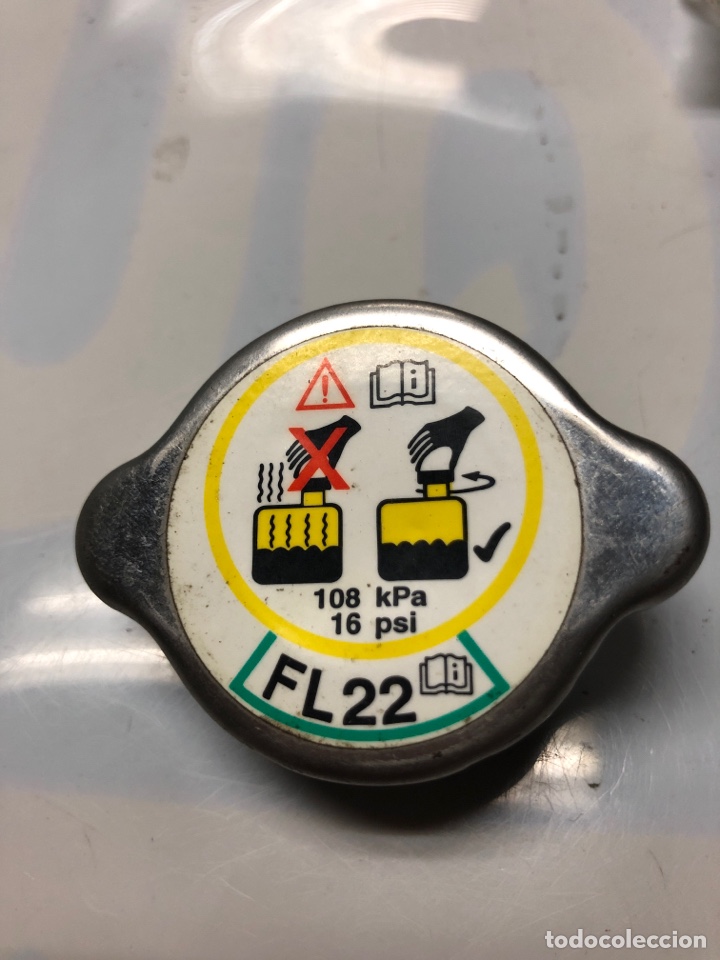 108 kPa
16 psi
FL22
todocoleccion